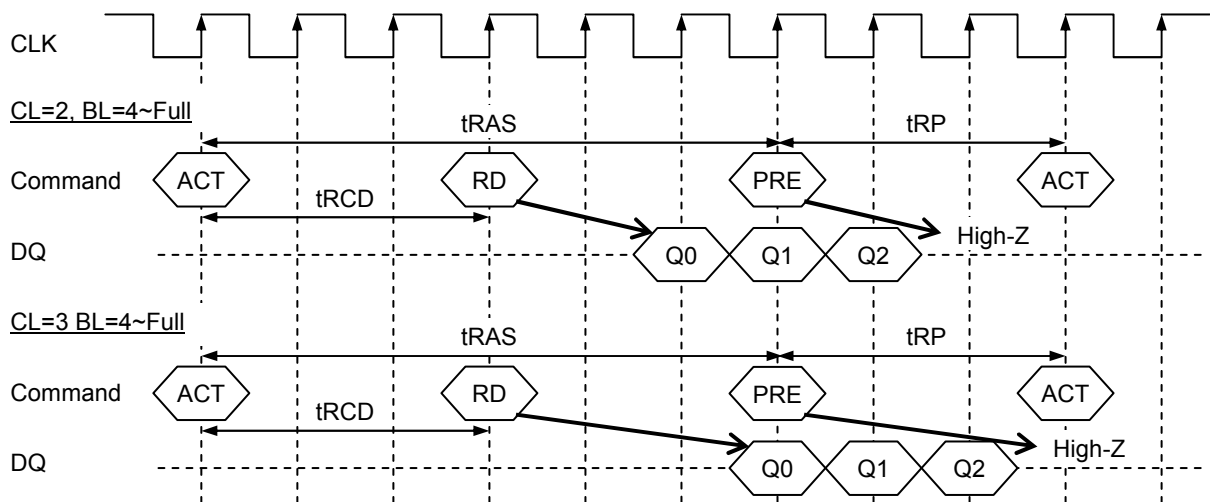 CLK
CL=2, BL=4~Full
tRAS tRP
Command ACT RD PRE ACT
tRCD
High-Z
DQ Q0 Q1 Q2
CL=3 BL=4~Full
tRAS tRP
Command ACT RD PRE ACT
tRCD
High-Z
DQ Q0 Q1 Q2